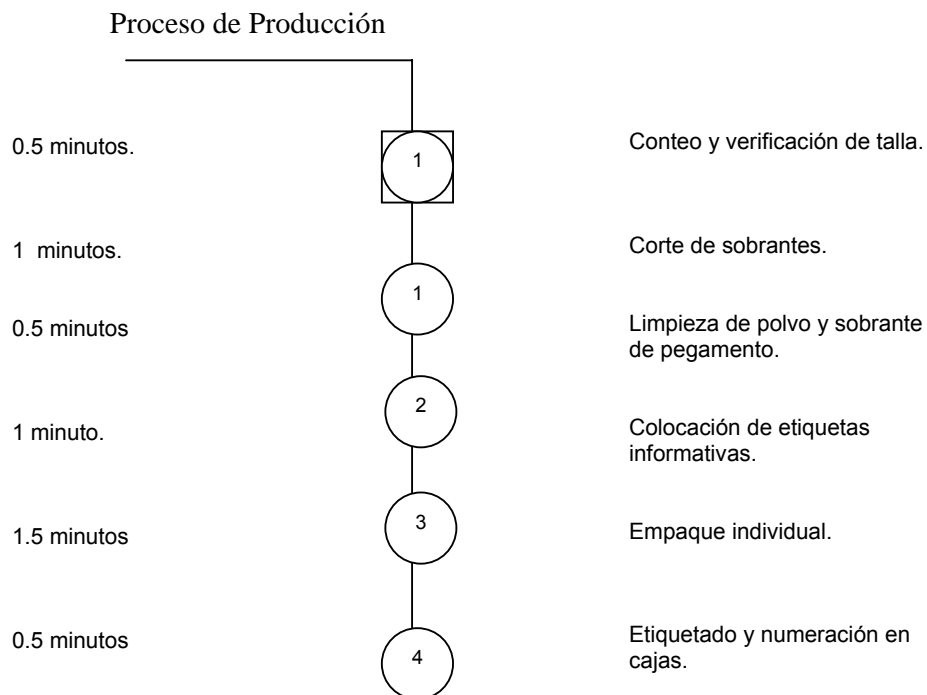 Proceso de Producción
0.5 minutos.
1
Conteo y verificación de talla.
1 minutos.
Corte de sobrantes.
1
0.5 minutos
Limpieza de polvo y sobrante
de pegamento.
2
1 minuto.
Colocación de etiquetas
informativas.
3
1.5 minutos
Empaque individual.
0.5 minutos
4
Etiquetado y numeración en
cajas.